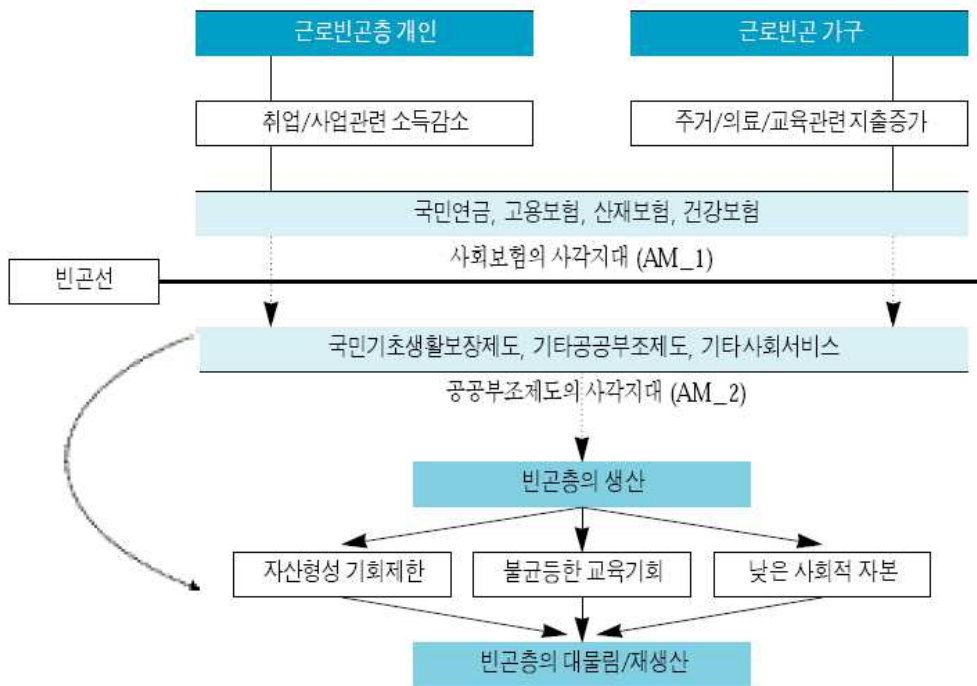 근로빈곤층 개인
근로빈곤 가구
취업/사업관련 소득감소
주거/의료/교육관련 지출증가
국민연금, 고용보험, 산재보험, 건강보험
사회보험의 사각지대 (AM_1)
빈곤선
국민기초생활보장제도, 기타공공부조제도, 기타사회서비스
공공부조제도의 사각지대 (AM_2)
빈곤층의 생산
자산형성 기회제한
불균등한 교육기회
낮은 사회적 자본
빈곤층의 대물림/재생산